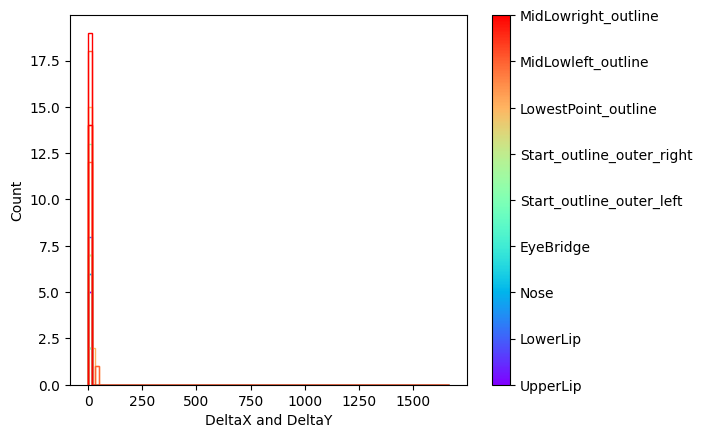 MidLowright_outline
MidLowleft_outline
LowestPoint_outline
Start_outline_outer_right
Start_outline_outer_left
EyeBridge
Nose
LowerLip
UpperLip
17.5
15.0
12.5
10.0
7.5
5.0
2.5
0.0
Count
0 250 500 750 1000 1250 1500
DeltaX and DeltaY